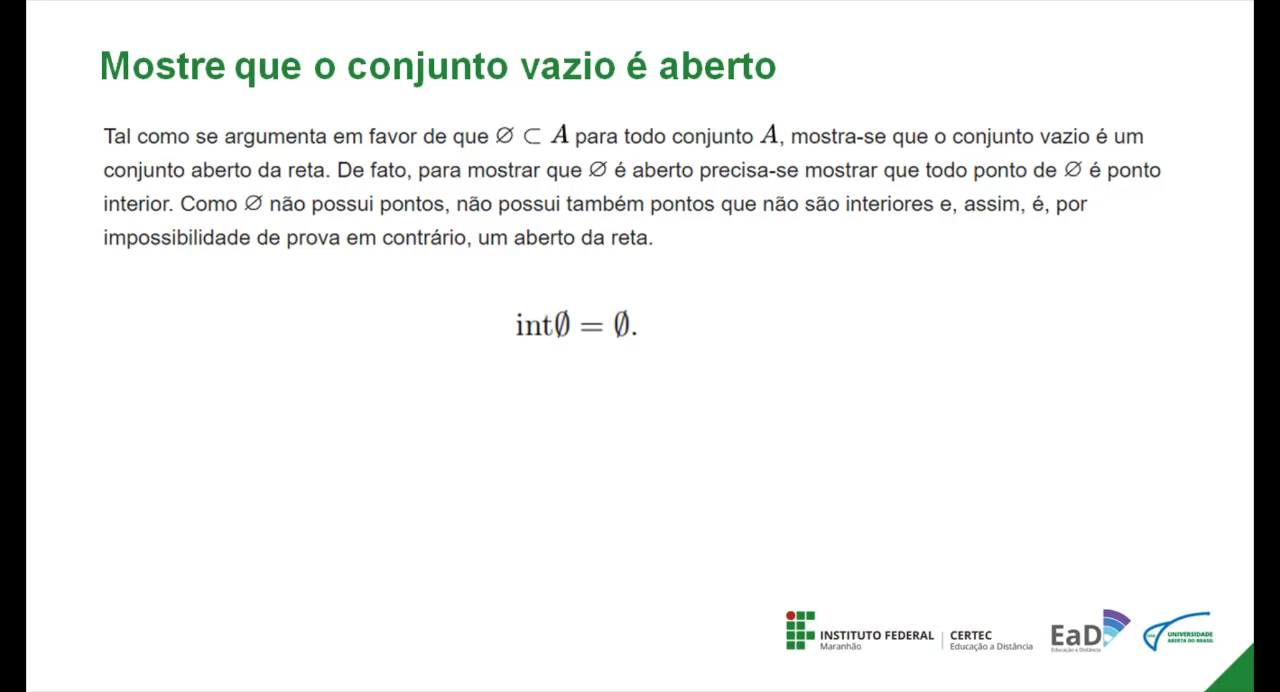 Mostre que o conjunto vazio é aberto
Tal como se argumenta em favor de que ∅ ⊂ A para todo conjunto A, mostra-se que o conjunto vazio é um
conjunto aberto da reta. De fato, para mostrar que ∅ é aberto precisa-se mostrar que todo ponto de ∅ é ponto
interior. Como ∅ não possui pontos, não possui também pontos que não são interiores e, assim, é, por
impossibilidade de prova em contrário, um aberto da reta.
int∅ = ∅.
INSTITUTO FEDERAL
Maranhão
CERTEC
Educação a Distância
EaD
Educação a Distância
UAB
UNIVERSIDADE
ABERTA DO BRASIL